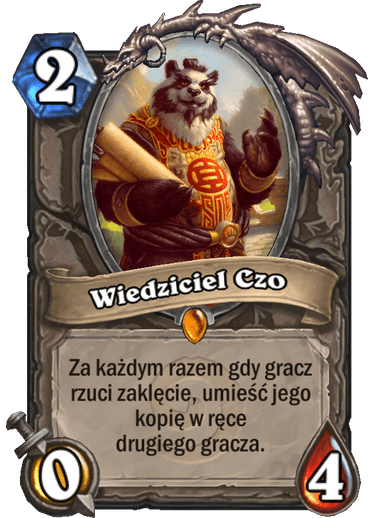 2
Wiedziciel Czo
Za każdym razem gdy gracz
rzuci zaklęcie, umieść jego
kopię w ręce
drugiego gracza.
0
4